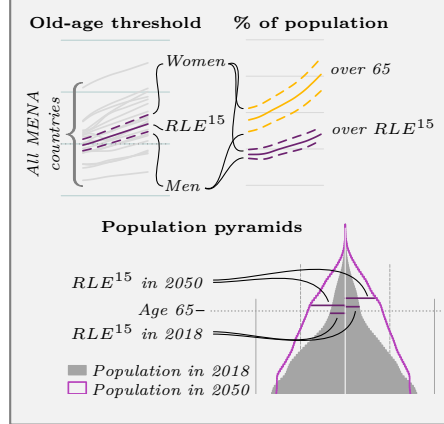 Old-age threshold
% of population
Women
over 65
RLE¹⁵
over RLE¹⁵
All MENA
countries
Men
Population pyramids
RLE¹⁵ in 2050
Age 65
RLE¹⁵ in 2018
Population in 2018
Population in 2050